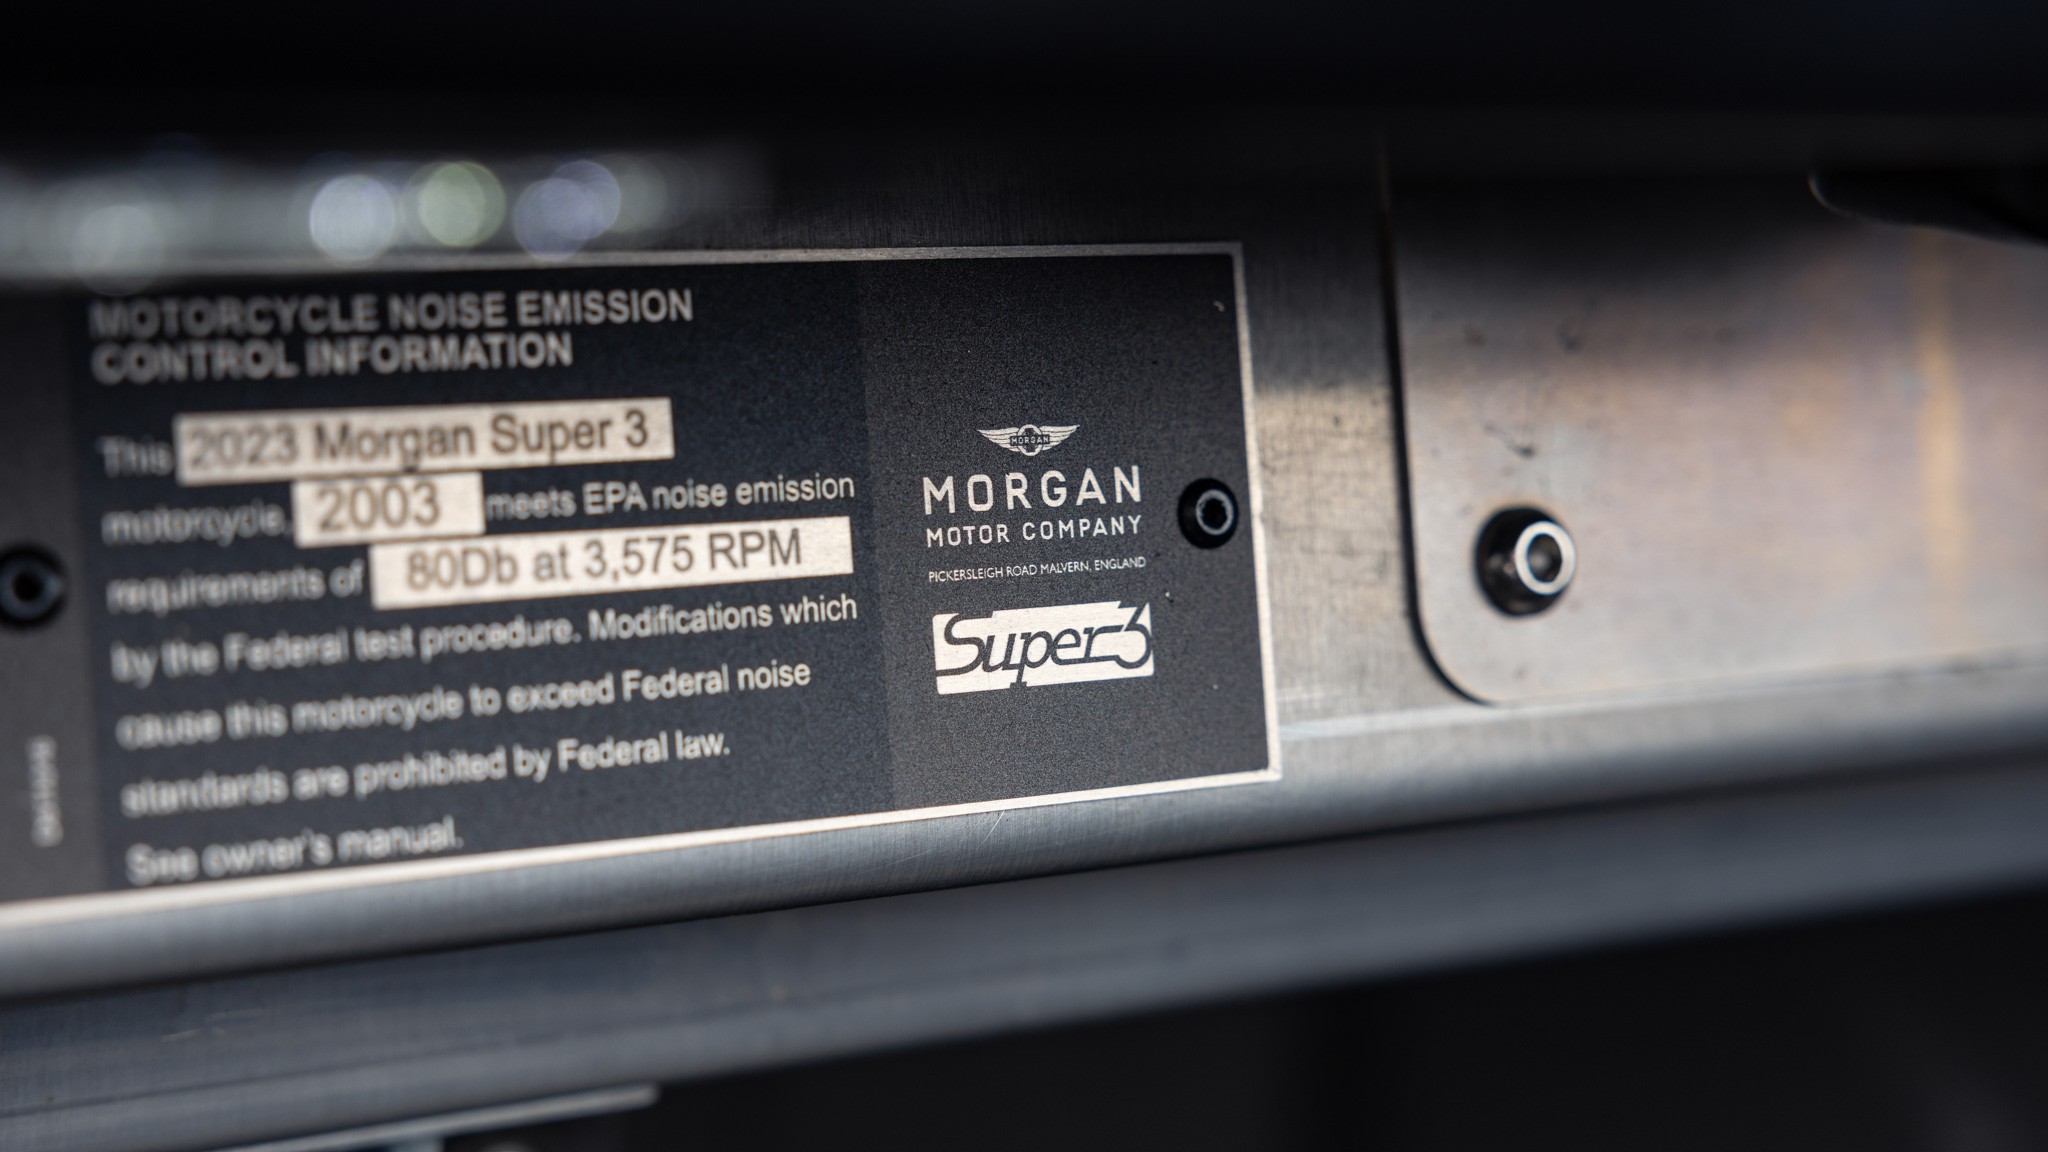 MOTORCYCLE NOISE EMISSION
CONTROL INFORMATION
This 2023 Morgan Super 3
motorcycle, 2003 meets EPA noise emission
requirements of 80Db at 3,575 RPM
by the Federal test procedure. Modifications which
cause this motorcycle to exceed Federal noise
standards are prohibited by Federal law.
See owner's manual.
MORGAN
MORGAN
MOTOR COMPANY
PICKERSLEIGH ROAD MALVERN, ENGLAND
Super3